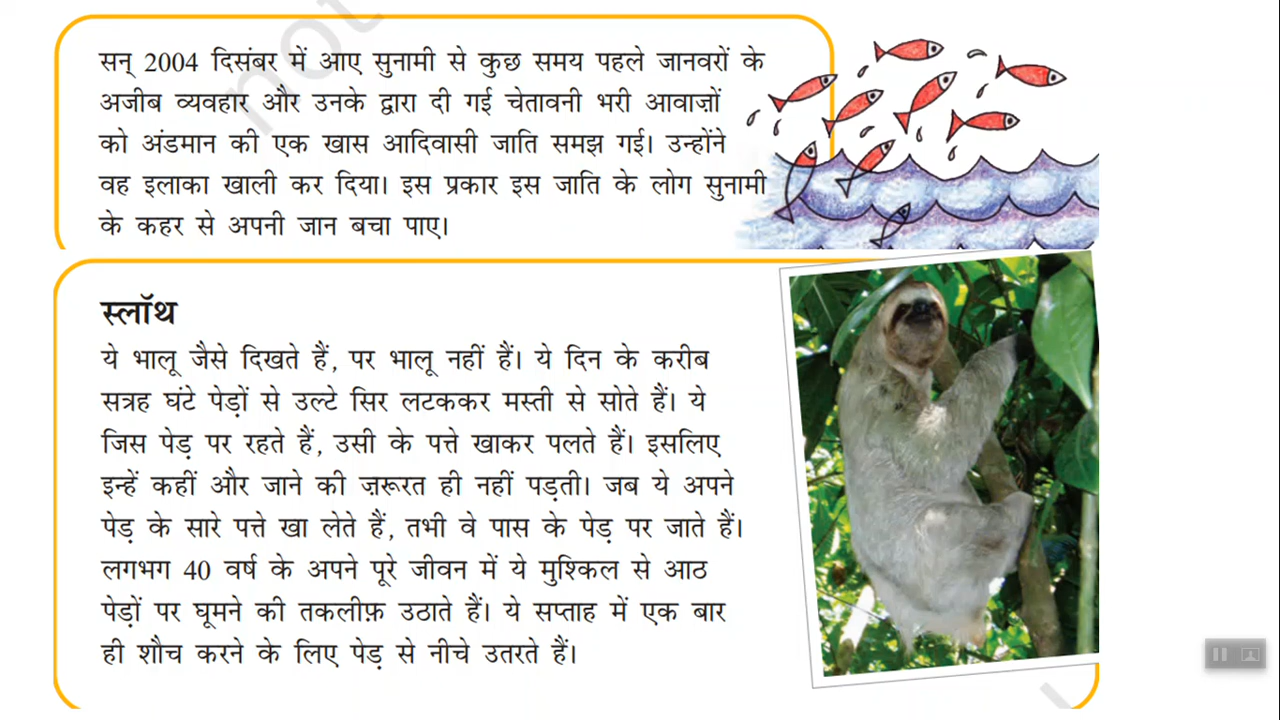 सन् 2004 दिसंबर में आए सुनामी से कुछ समय पहले जानवरों के
अजीब व्यवहार और उनके द्वारा दी गई चेतावनी भरी आवाज़ों
को अंडमान की एक खास आदिवासी जाति समझ गई। उन्होंने
वह इलाका खाली कर दिया। इस प्रकार इस जाति के लोग सुनामी
के कहर से अपनी जान बचा पाए।
स्लॉथ
ये भालू जैसे दिखते हैं, पर भालू नहीं हैं। ये दिन के करीब
सत्रह घंटे पेड़ों से उल्टे सिर लटककर मस्ती से सोते हैं। ये
जिस पेड़ पर रहते हैं, उसी के पत्ते खाकर पलते हैं। इसलिए
इन्हें कहीं और जाने की ज़रूरत ही नहीं पड़ती। जब ये अपने
पेड़ के सारे पत्ते खा लेते हैं, तभी वे पास के पेड़ पर जाते हैं।
लगभग 40 वर्ष के अपने पूरे जीवन में ये मुश्किल से आठ
पेड़ों पर घूमने की तकलीफ़ उठाते हैं। ये सप्ताह में एक बार
ही शौच करने के लिए पेड़ से नीचे उतरते हैं।
not